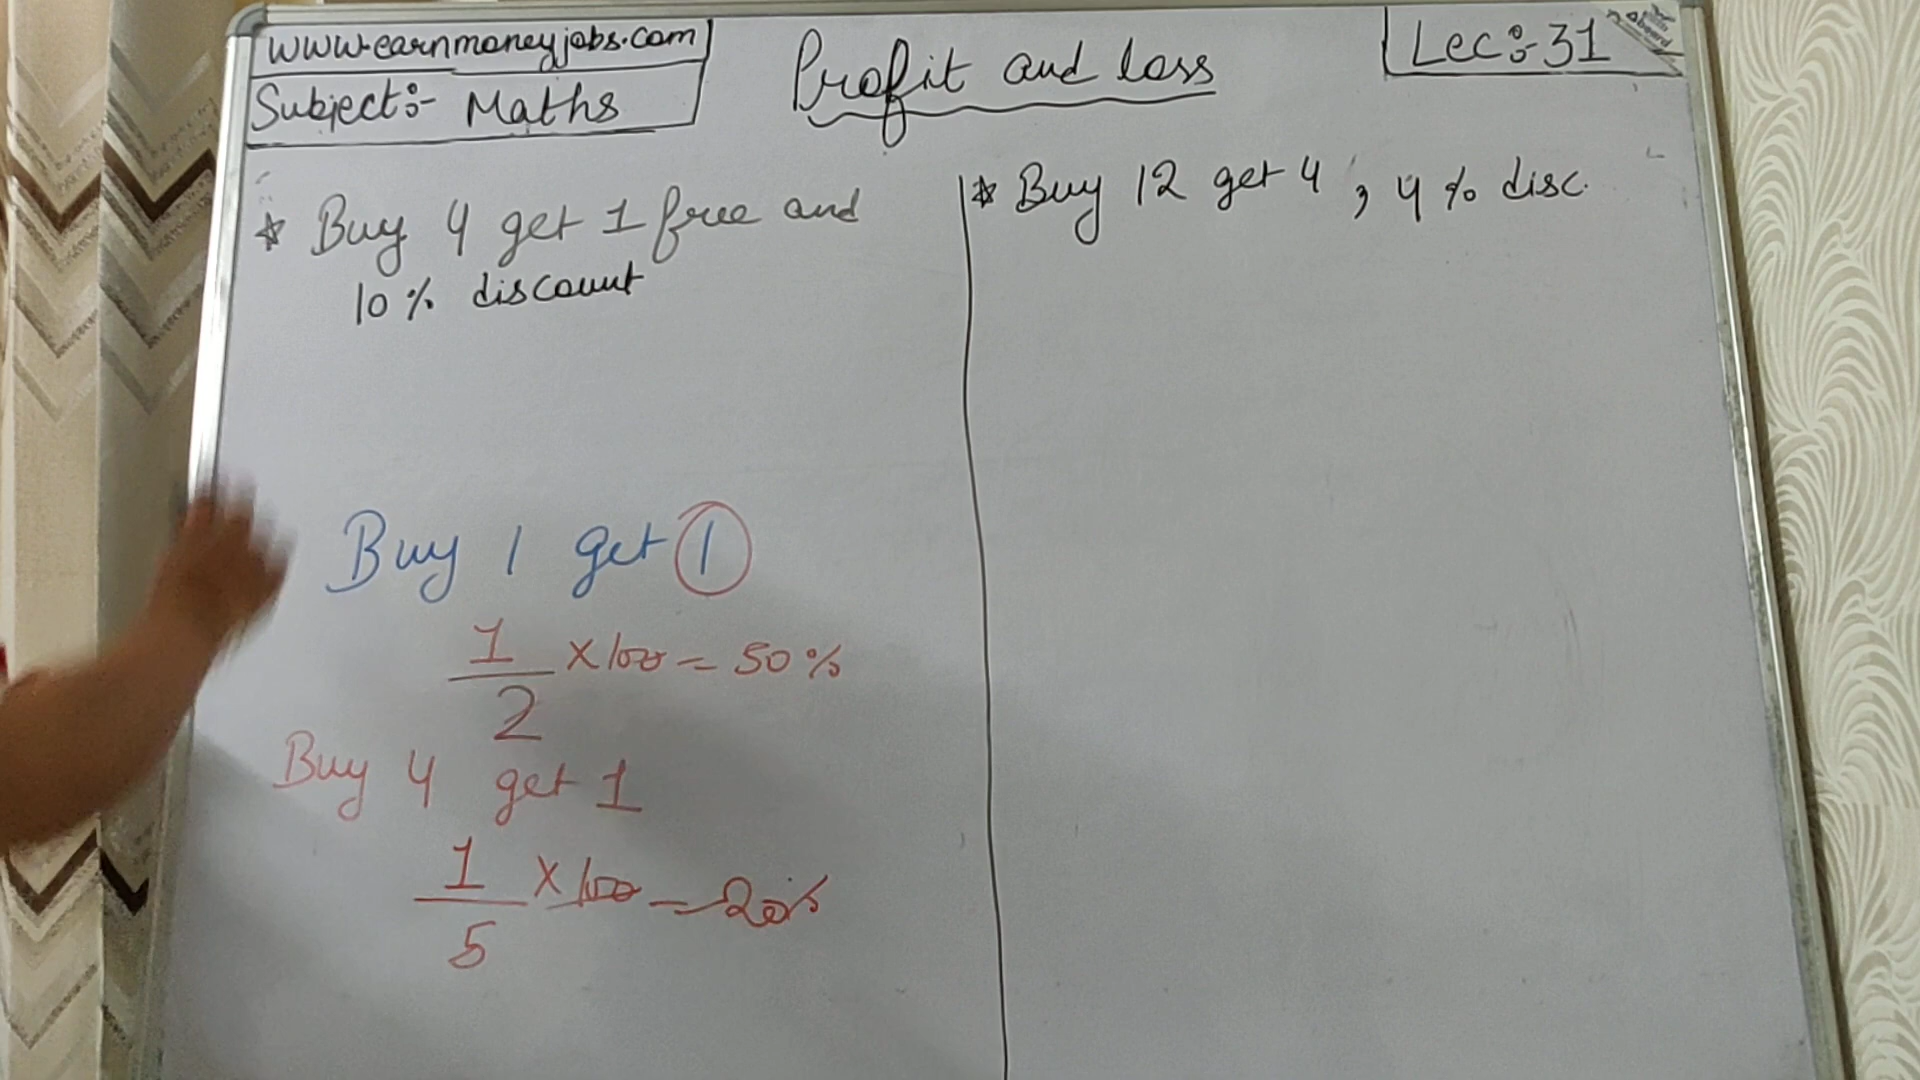 www.earnmoneyjobs.com
Subject:- Maths
Profit and loss
Lec:-31
* Buy 4 get 1 free and
10% discount
Buy 1 get 1
1/2 × 100 = 50%
Buy 4 get 1
1/5 × 100 = 20%
* Buy 12 get 4, 4% disc.